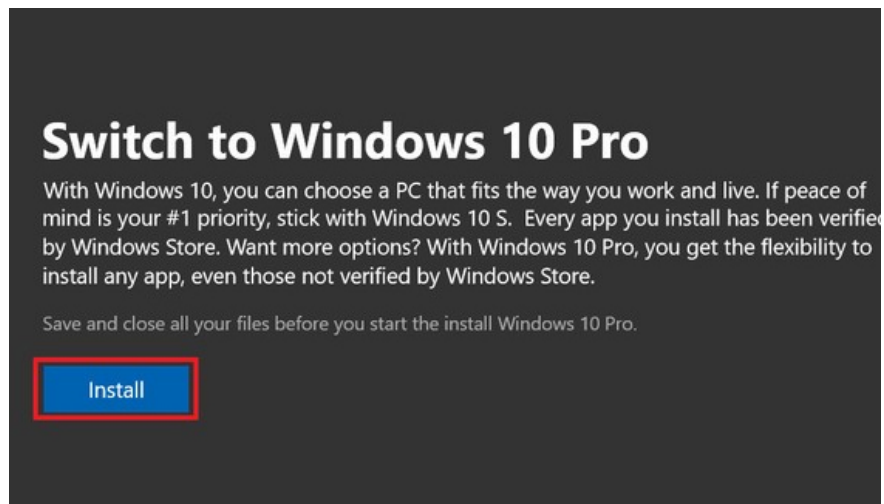 Switch to Windows 10 Pro
With Windows 10, you can choose a PC that fits the way you work and live. If peace of
mind is your #1 priority, stick with Windows 10 S.  Every app you install has been verified
by Windows Store. Want more options? With Windows 10 Pro, you get the flexibility to
install any app, even those not verified by Windows Store.
Save and close all your files before you start the install Windows 10 Pro.
Install